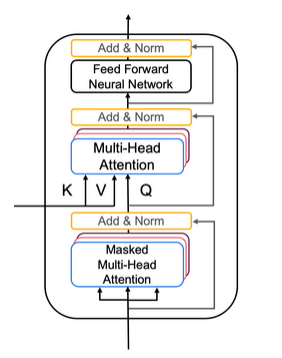 Add & Norm
Feed Forward
Neural Network
Add & Norm
Multi-Head
Attention
K V Q
Add & Norm
Masked
Multi-Head
Attention